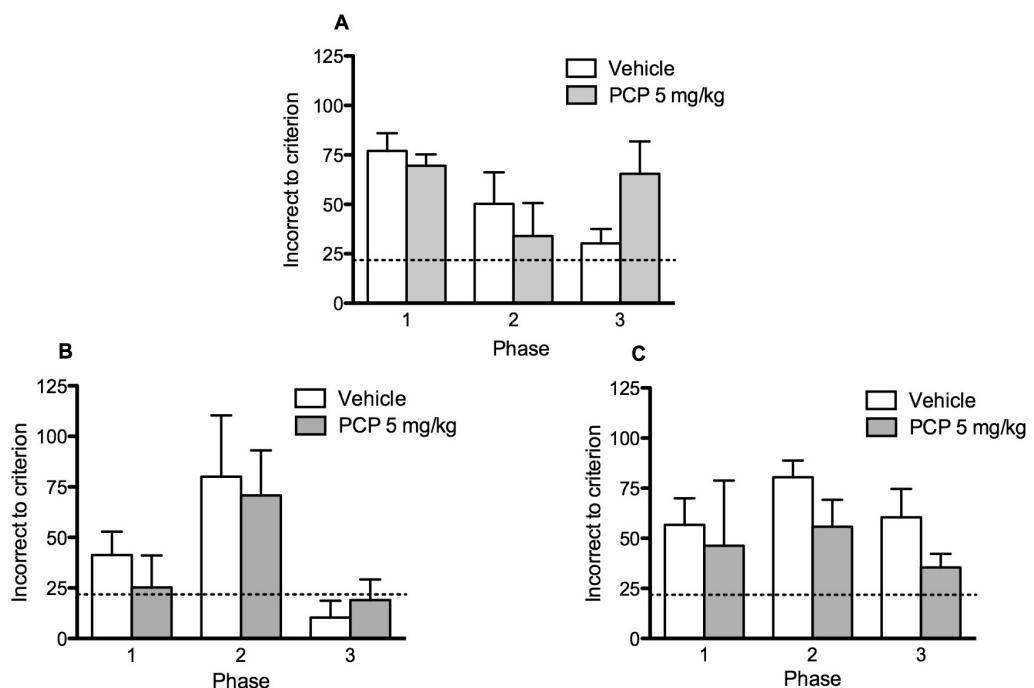 A
Incorrect to criterion
125
100
75
50
25
0
Vehicle
PCP 5 mg/kg
1 2 3
Phase
B
Incorrect to criterion
125
100
75
50
25
0
Vehicle
PCP 5 mg/kg
1 2 3
Phase
C
Incorrect to criterion
125
100
75
50
25
0
Vehicle
PCP 5 mg/kg
1 2 3
Phase